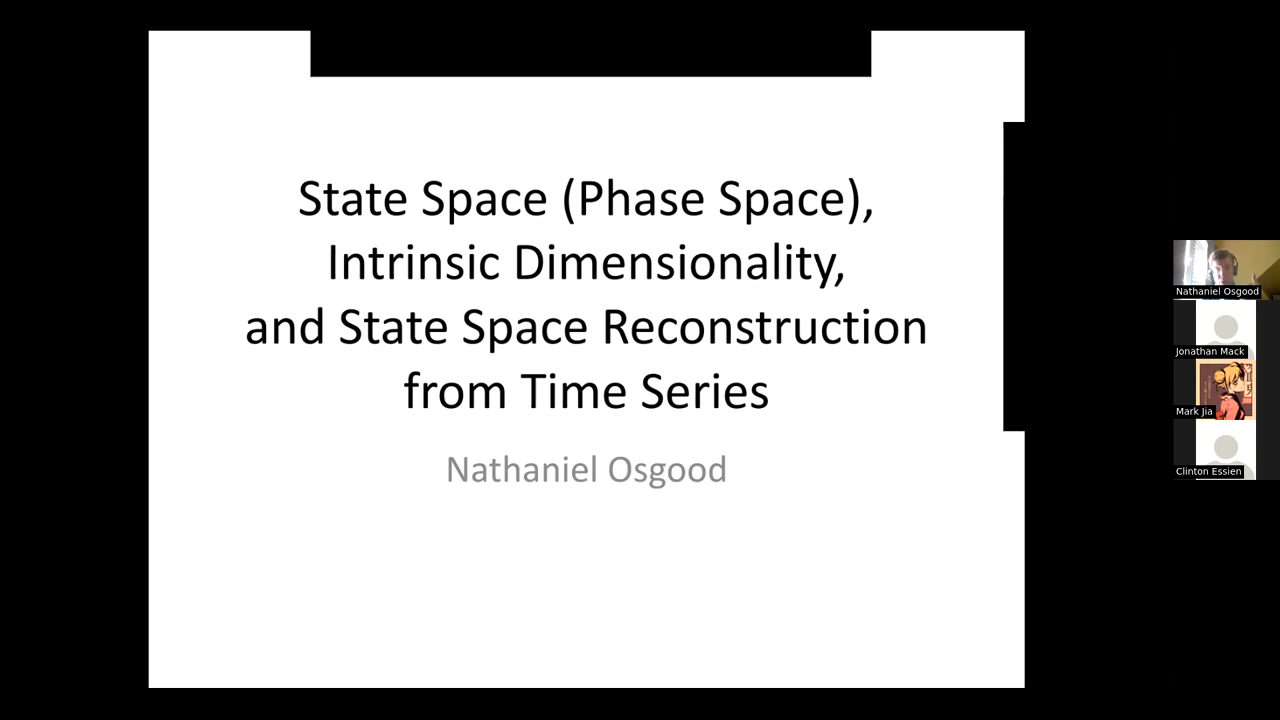 State Space (Phase Space),
Intrinsic Dimensionality,
and State Space Reconstruction
from Time Series
Nathaniel Osgood
Nathaniel Osgood
Jonathan Mack
Mark Jia
Clinton Essien